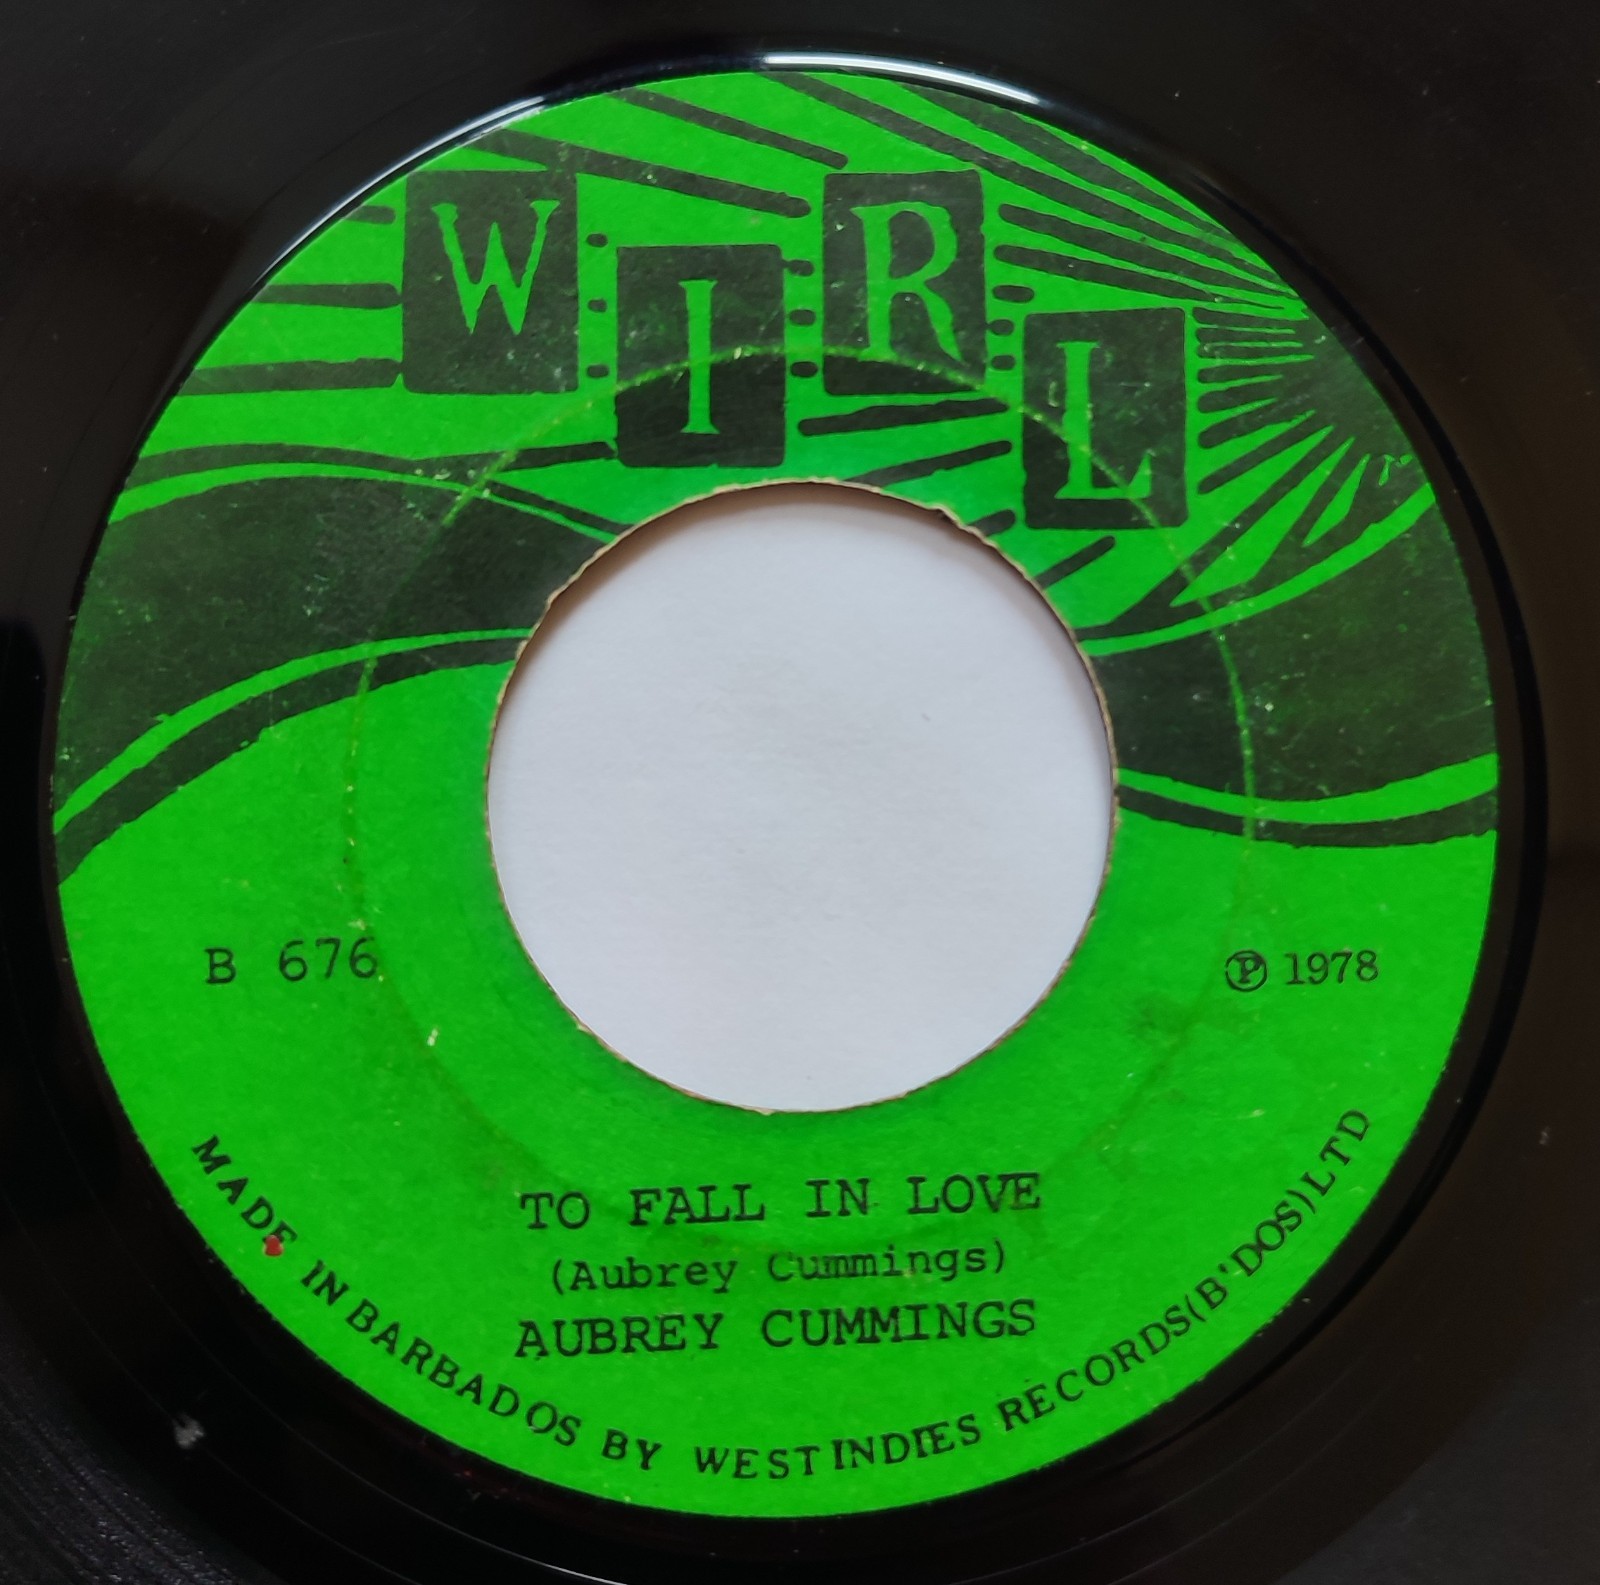 WIRL
B 676
℗ 1978
TO FALL IN LOVE
(Aubrey Cummings)
AUBREY CUMMINGS
MADE IN BARBADOS BY WEST INDIES RECORDS(B'DOS)LTD